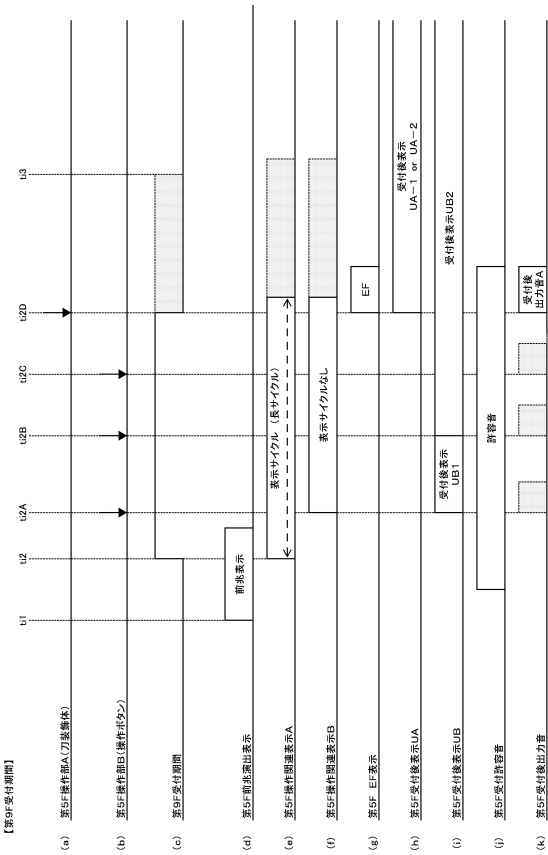 【第9F受付期間】
ti1
ti2
ti2A
ti2B
ti2C
ti2D
ti3
(a) 第5F操作部A(刀装飾体)
(b) 第5F操作部B(操作ボタン)
(c) 第9F受付期間
(d) 第5F前兆演出表示
前兆表示
(e) 第5F操作関連表示A
表示サイクル(長サイクル)
(f) 第5F操作関連表示B
表示サイクルなし
(g) 第5F EF表示
EF
(h) 第5F受付後表示UA
受付後表示
UA-1 or UA-2
(i) 第5F受付後表示UB
受付後表示
UB1
受付後表示UB2
(j) 第5F受付許容音
許容音
(k) 第5F受付後出力音
受付後
出力音A